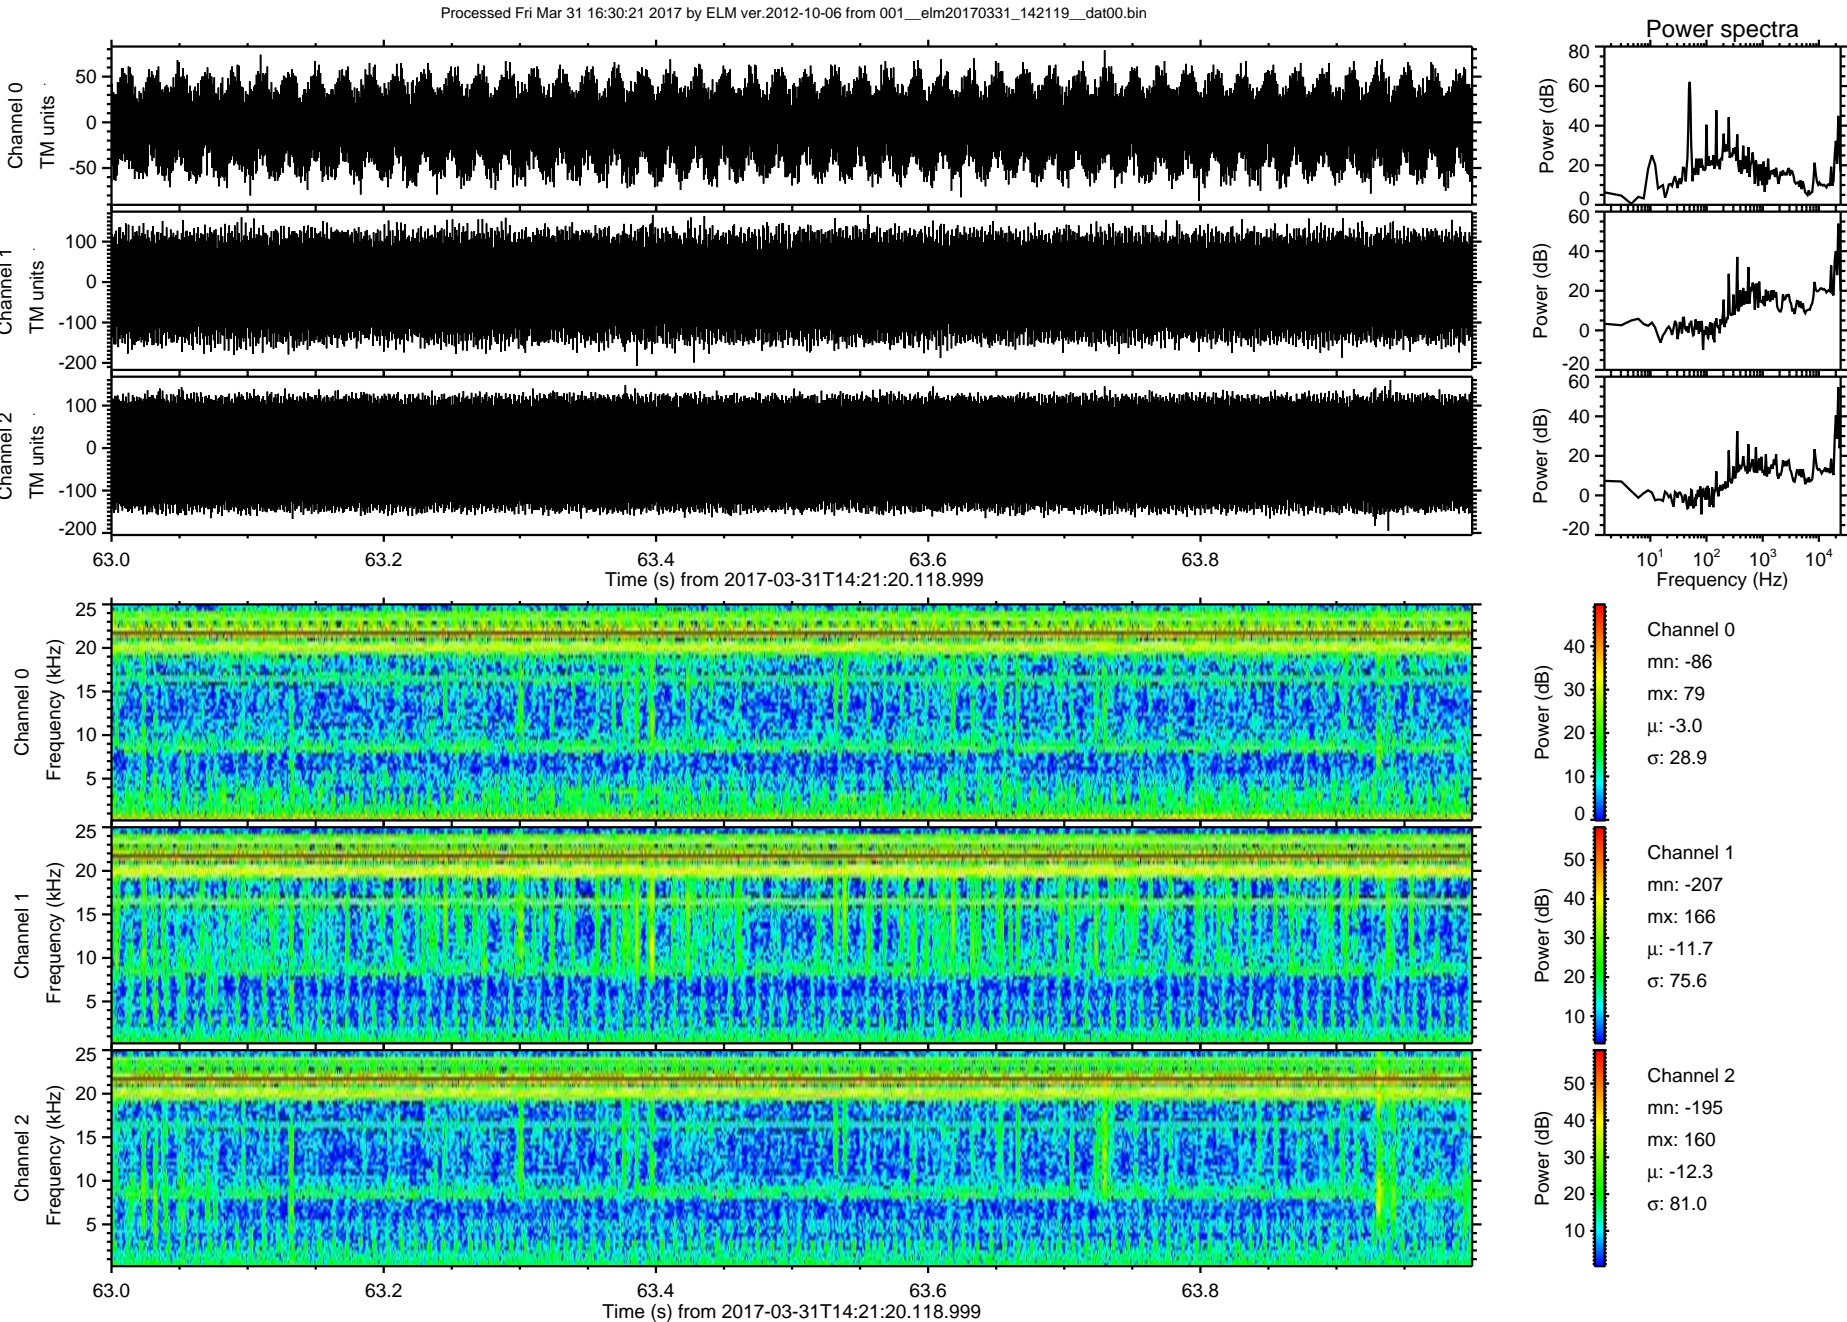 Processed Fri Mar 31 16:30:21 2017 by ELM ver.2012-10-06 from 001__elm20170331_142119__dat00.bin
Power spectra
Channel 0
TM units
50
0
-50
Power (dB)
80
60
40
20
0
Channel 1
TM units
100
0
-100
-200
Power (dB)
60
40
20
0
-20
Channel 2
TM units
100
0
-100
-200
Power (dB)
60
40
20
0
-20
63.0 63.2 63.4 63.6 63.8
Time (s) from 2017-03-31T14:21:20.118.999
10^1 10^2 10^3 10^4
Frequency (Hz)
Channel 0
Frequency (kHz)
25
20
15
10
5
Power (dB)
40
30
20
10
0
Channel 0
mn: -86
mx: 79
μ: -3.0
σ: 28.9
Channel 1
Frequency (kHz)
25
20
15
10
5
Power (dB)
50
40
30
20
10
Channel 1
mn: -207
mx: 166
μ: -11.7
σ: 75.6
Channel 2
Frequency (kHz)
25
20
15
10
5
Power (dB)
50
40
30
20
10
Channel 2
mn: -195
mx: 160
μ: -12.3
σ: 81.0
63.0 63.2 63.4 63.6 63.8
Time (s) from 2017-03-31T14:21:20.118.999